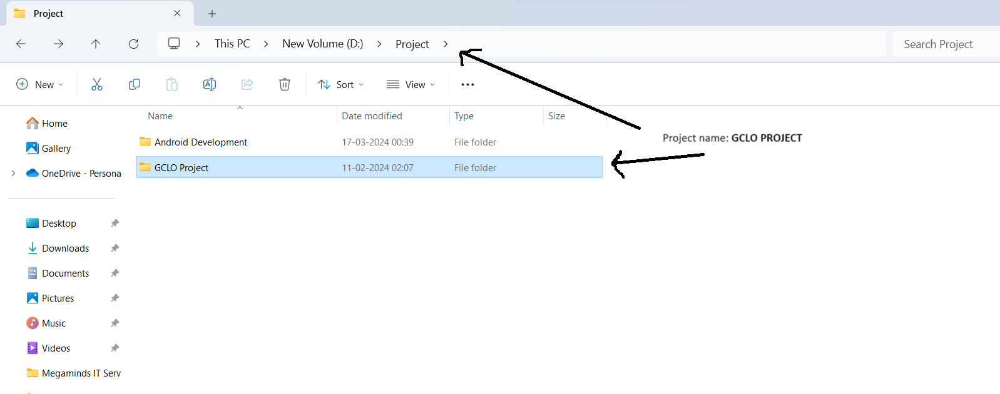 Project
This PC New Volume (D:) Project Search Project
New Sort View
Name Date modified Type Size
Home
Gallery
OneDrive - Persona
Desktop
Downloads
Documents
Pictures
Music
Videos
Megaminds IT Serv
Android Development 17-03-2024 00:39 File folder
GCLO Project 11-02-2024 02:07 File folder
Project name: GCLO PROJECT